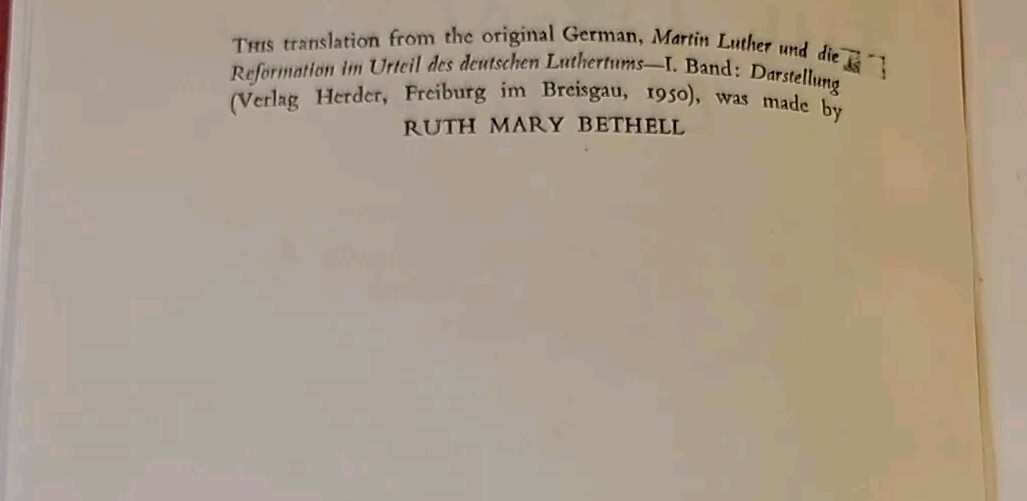 THIS translation from the original German, Martin Luther und die
Reformation im Urteil des deutschen Luthertums—I. Band: Darstellung
(Verlag Herder, Freiburg im Breisgau, 1950), was made by
RUTH MARY BETHELL